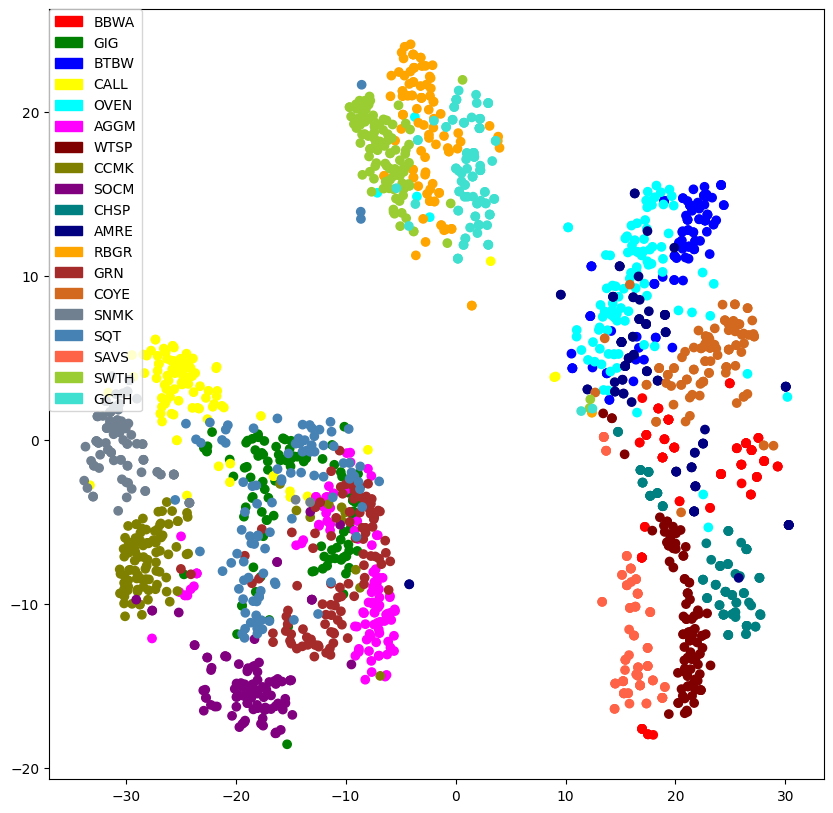 BBWA
GIG
BTBW
CALL
OVEN
AGGM
WTSP
CCMK
SOCM
CHSP
AMRE
RBGR
GRN
COYE
SNMK
SQT
SAVS
SWTH
GCTH
20
10
0
−10
−20
−30 −20 −10 0 10 20 30